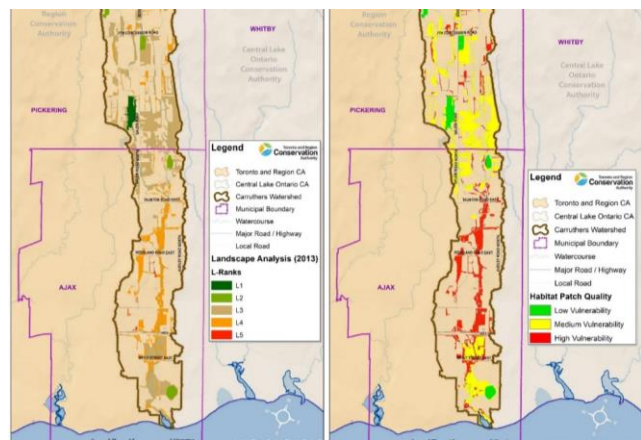 Region
Conservation
Authority
WHITBY
Central Lake
Ontario
Conservation
Authority
PICKERING
AJAX
Legend
Toronto and Region
Conservation
Authority
Toronto and Region CA
Central Lake Ontario CA
Carruthers Watershed
Municipal Boundary
Watercourse
Major Road / Highway
Local Road
Landscape Analysis (2013)
L-Ranks
L1
L2
L3
L4
L5
Region
Conservation
Authority
WHITBY
Central Lake
Ontario
Conservation
Authority
PICKERING
AJAX
Legend
Toronto and Region
Conservation
Authority
Toronto and Region CA
Central Lake Ontario CA
Carruthers Watershed
Municipal Boundary
Watercourse
Major Road / Highway
Local Road
Habitat Patch Quality
Low Vulnerability
Medium Vulnerability
High Vulnerability